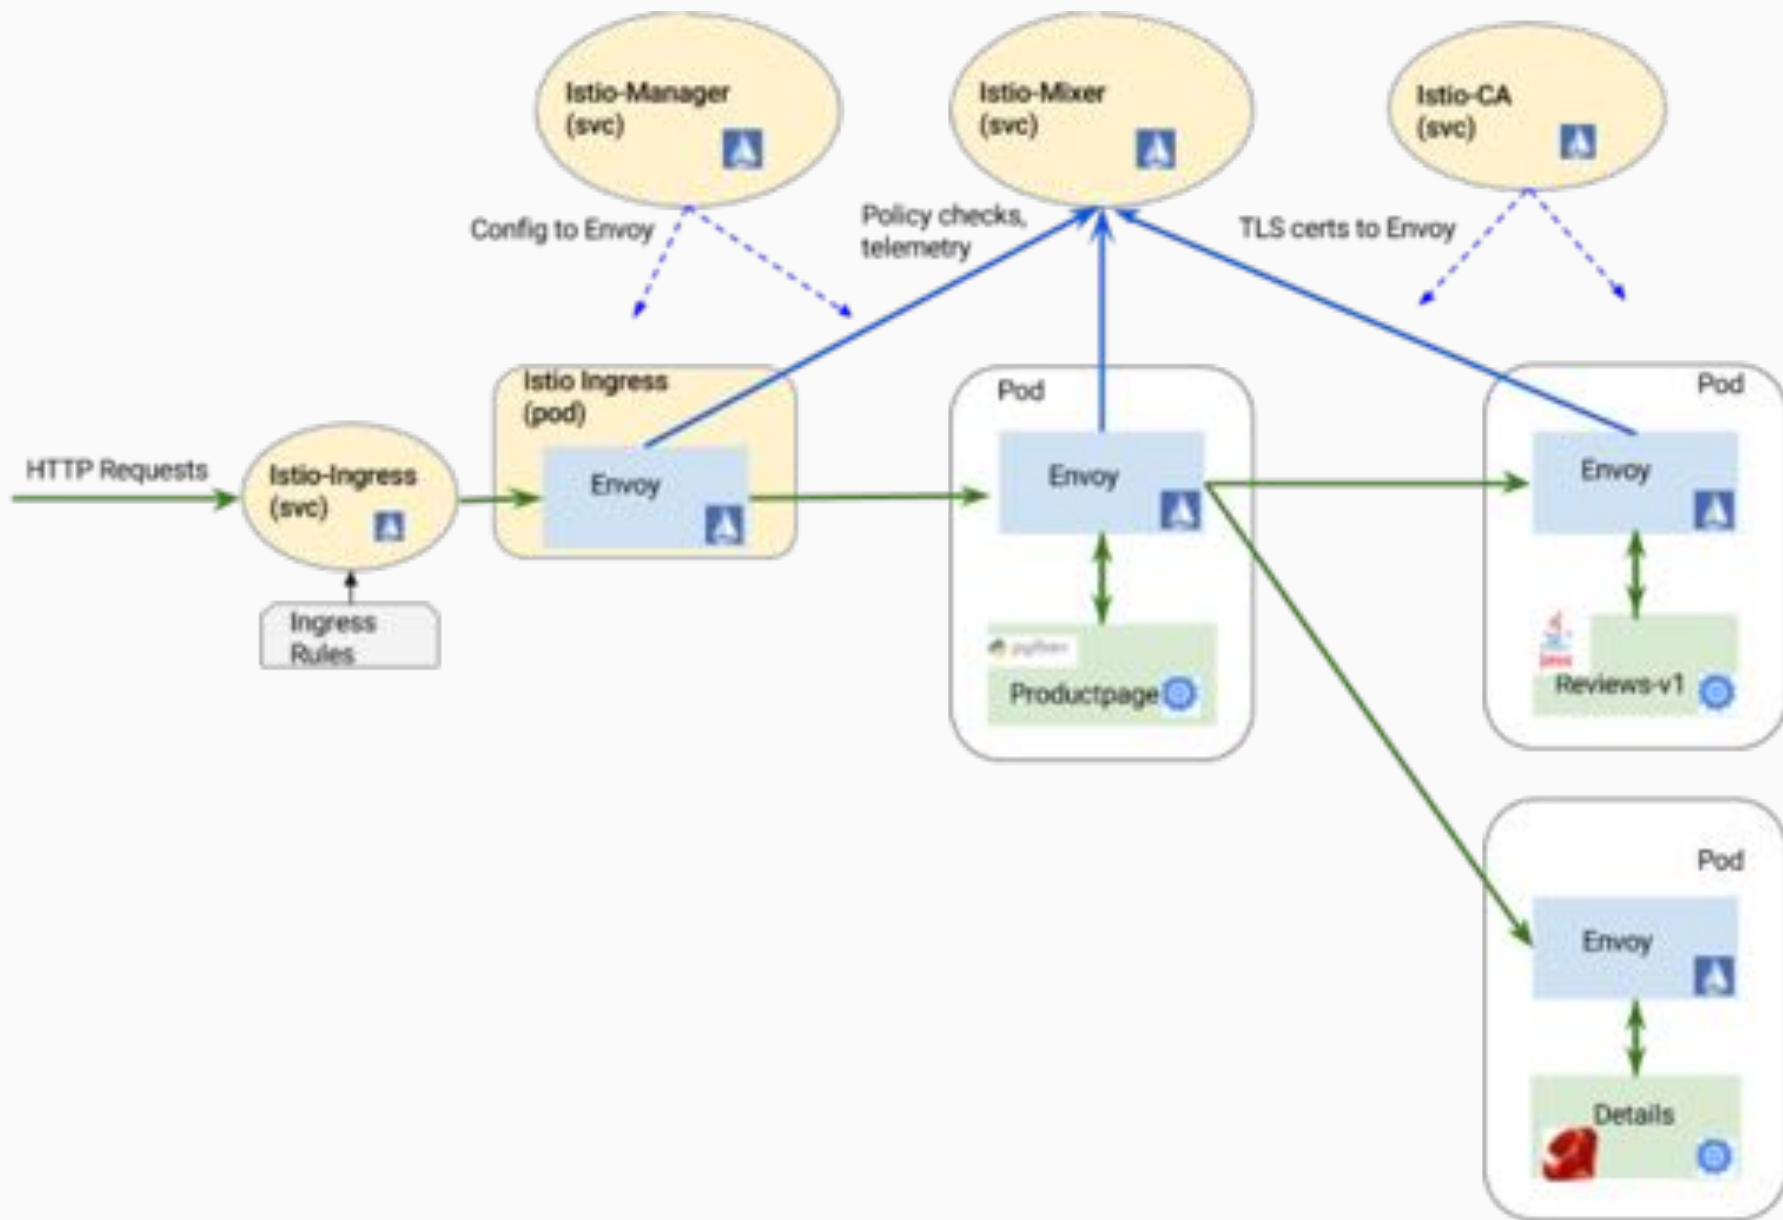 Istio-Manager
(svc)
Istio-Mixer
(svc)
Istio-CA
(svc)
Config to Envoy
Policy checks,
telemetry
TLS certs to Envoy
Istio Ingress
(pod)
Envoy
HTTP Requests
Istio-Ingress
(svc)
Ingress
Rules
Pod
Envoy
python
Productpage
Pod
Envoy
Java
Reviews-v1
Pod
Envoy
Details